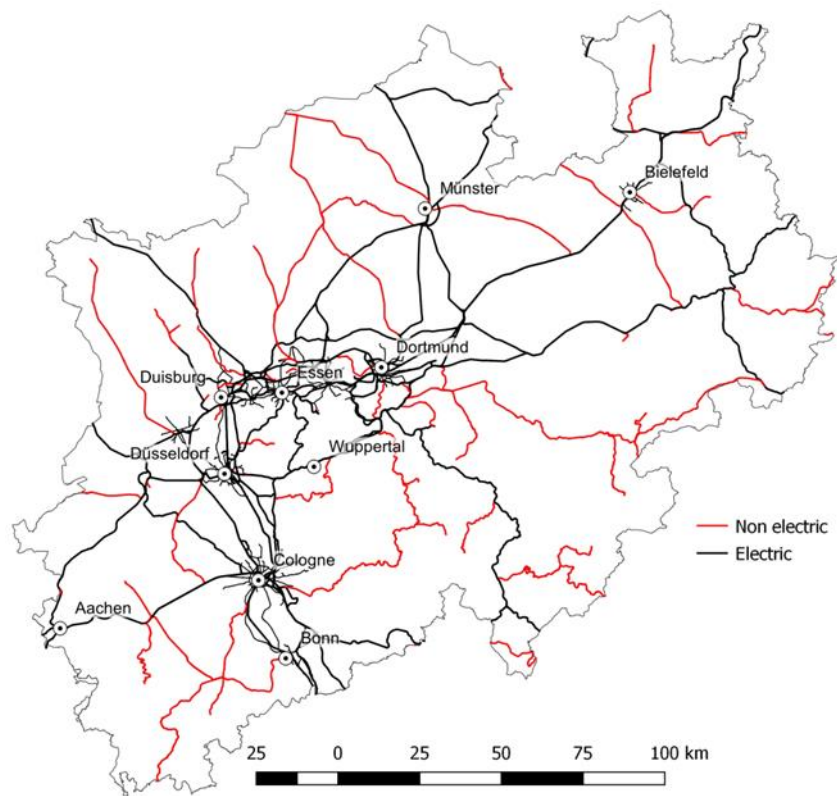 Münster
Bielefeld
Dortmund
Essen
Duisburg
Düsseldorf
Wuppertal
Non electric
Electric
Cologne
Aachen
Bonn
25 0 25 50 75 100 km